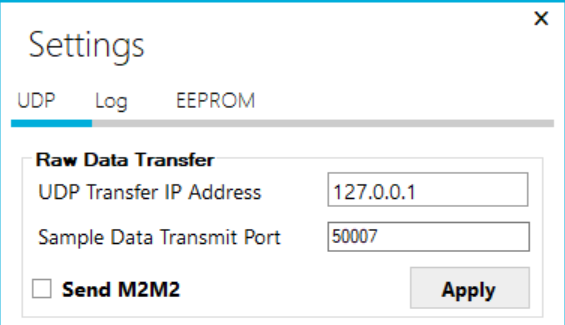 Settings
UDP Log EEPROM
Raw Data Transfer
UDP Transfer IP Address 127.0.0.1
Sample Data Transmit Port 50007
Send M2M2 Apply